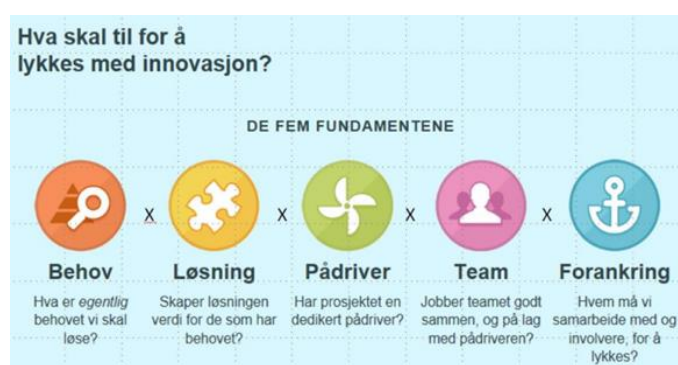 Hva skal til for å
lykkes med innovasjon?
DE FEM FUNDAMENTENE
X X X X
Behov
Hva er egentlig
behovet vi skal
løse?
Løsning
Skaper løsningen
verdi for de som har
behovet?
Pådriver
Har prosjektet en
dedikert pådriver?
Team
Jobber teamet godt
sammen, og på lag
med pådriveren?
Forankring
Hvem må vi
samarbeide med og
involvere, for å
lykkes?